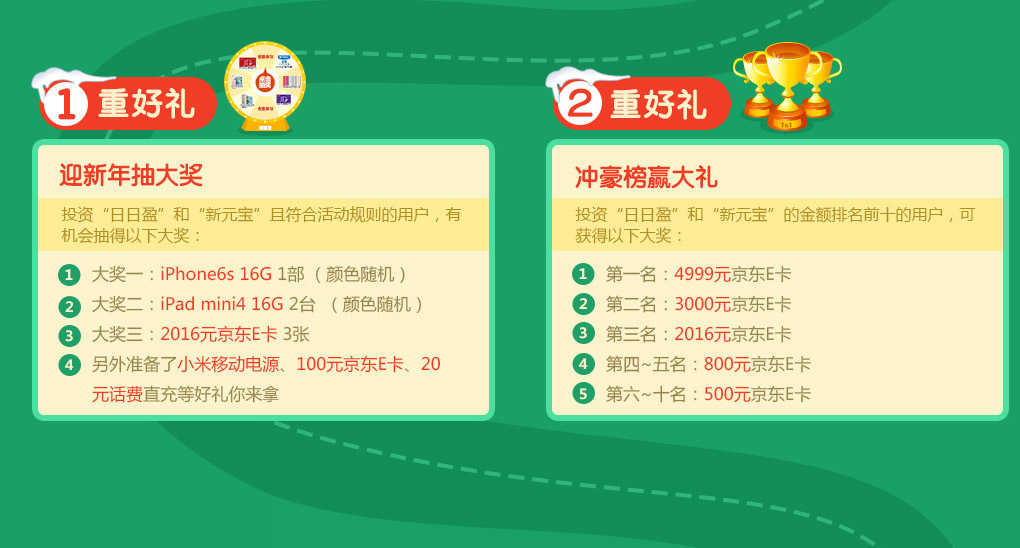 1 重好礼
迎新年抽大奖
投资“日日盈”和“新元宝”且符合活动规则的用户，有
机会抽得以下大奖：
1 大奖一：iPhone6s 16G 1部（颜色随机）
2 大奖二：iPad mini4 16G 2台 （颜色随机）
3 大奖三：2016元京东E卡 3张
4 另外准备了小米移动电源、100元京东E卡、20
元话费直充等好礼你来拿
2 重好礼
1st
冲豪榜赢大礼
投资“日日盈”和“新元宝”的金额排名前十的用户，可
获得以下大奖：
1 第一名：4999元京东E卡
2 第二名：3000元京东E卡
3 第三名：2016元京东E卡
4 第四~五名：800元京东E卡
5 第六~十名：500元京东E卡